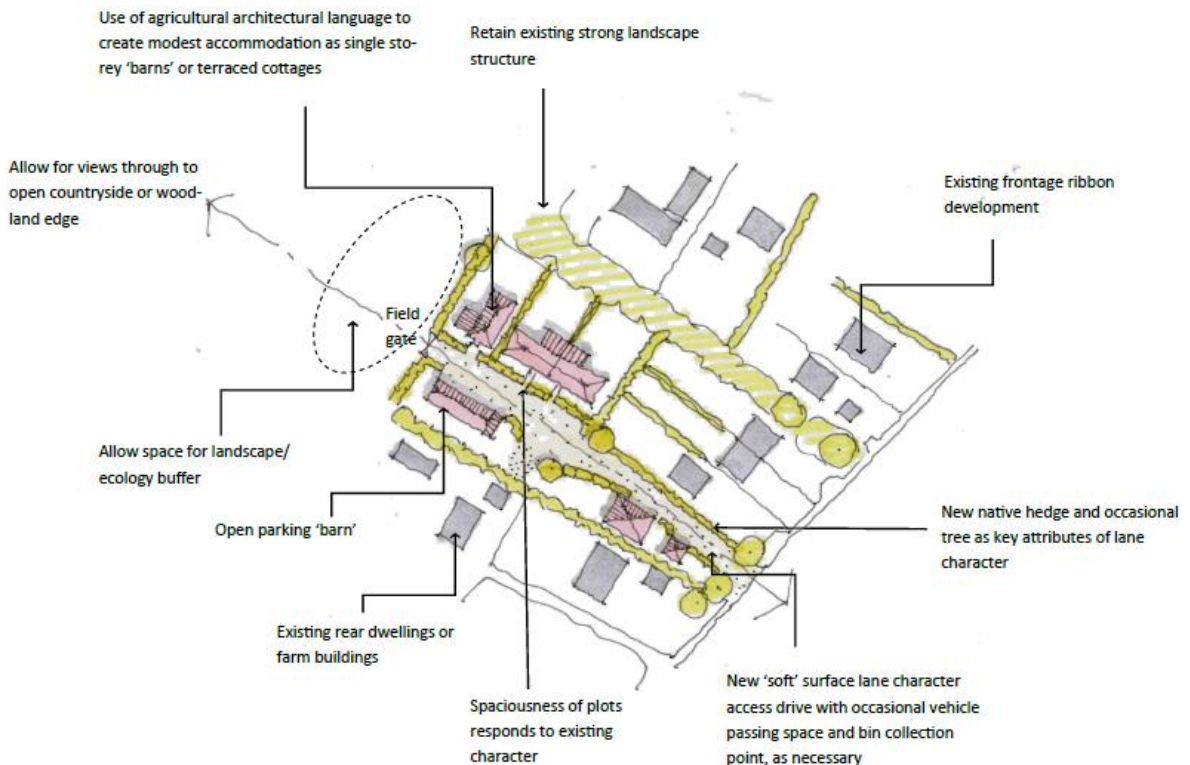 Use of agricultural architectural language to
create modest accommodation as single sto-
rey ‘barns’ or terraced cottages
Retain existing strong landscape
structure
Allow for views through to
open countryside or wood-
land edge
Existing frontage ribbon
development
Field
gate
Allow space for landscape/
ecology buffer
Open parking ‘barn’
New native hedge and occasional
tree as key attributes of lane
character
Existing rear dwellings or
farm buildings
Spaciousness of plots
responds to existing
character
New ‘soft’ surface lane character
access drive with occasional vehicle
passing space and bin collection
point, as necessary